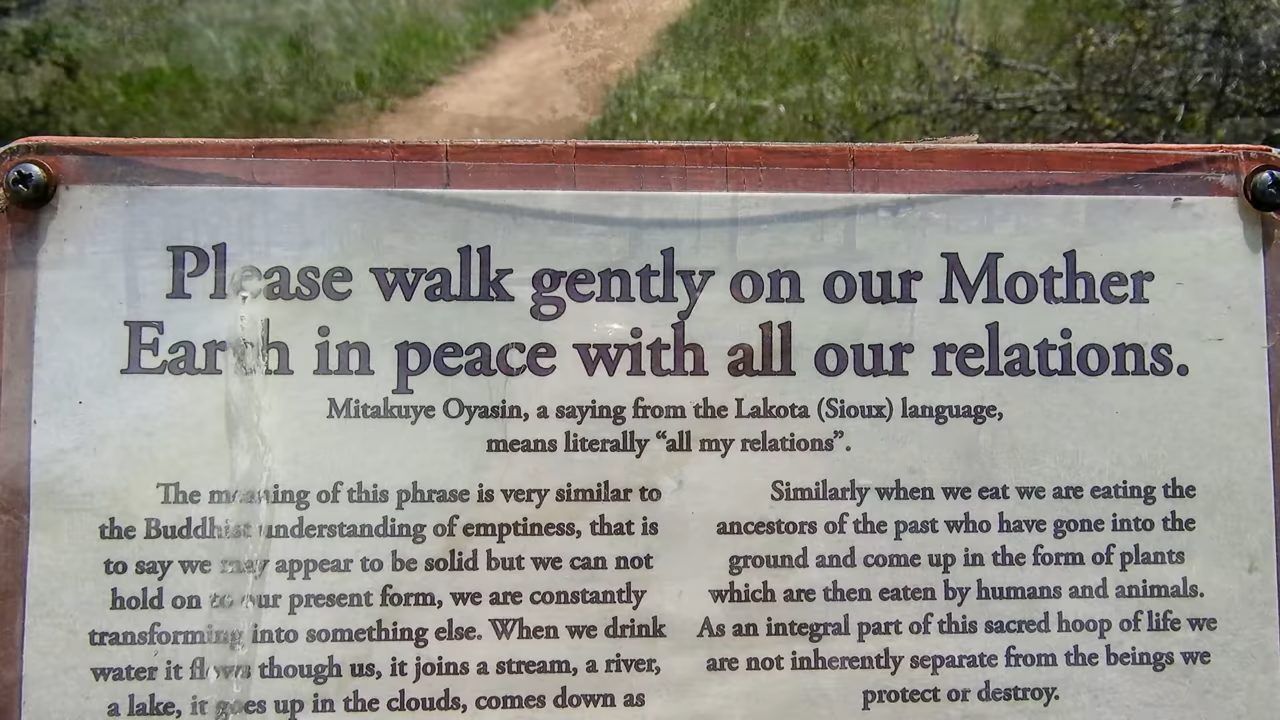 Please walk gently on our Mother
Earth in peace with all our relations.
Mitakuye Oyasin, a saying from the Lakota (Sioux) language,
means literally “all my relations”.
The meaning of this phrase is very similar to
the Buddhist understanding of emptiness, that is
to say we may appear to be solid but we can not
hold on to our present form, we are constantly
transforming into something else. When we drink
water it flows though us, it joins a stream, a river,
a lake, it goes up in the clouds, comes down as
Similarly when we eat we are eating the
ancestors of the past who have gone into the
ground and come up in the form of plants
which are then eaten by humans and animals.
As an integral part of this sacred hoop of life we
are not inherently separate from the beings we
protect or destroy.